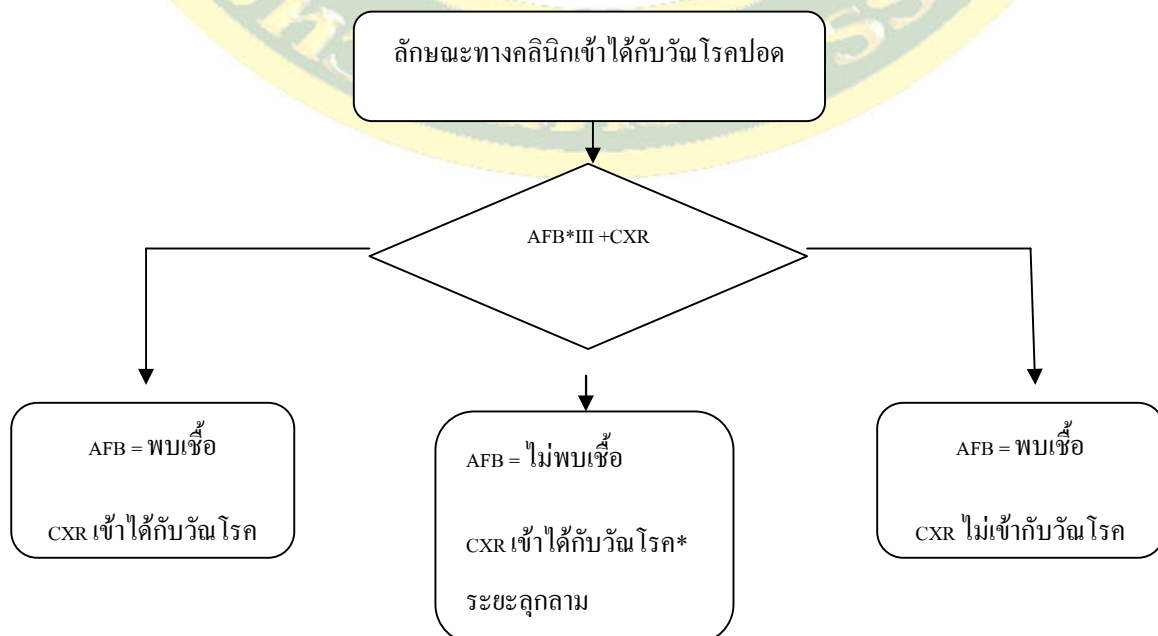 ลักษณะทางคลินิกเข้าได้กับวัณโรคปอด
AFB*III +CXR
AFB = พบเชื้อ
CXR เข้าได้กับวัณโรค
AFB = ไม่พบเชื้อ
CXR เข้าได้กับวัณโรค*
ระยะลุกลาม
AFB = พบเชื้อ
CXR ไม่เข้ากับวัณโรค